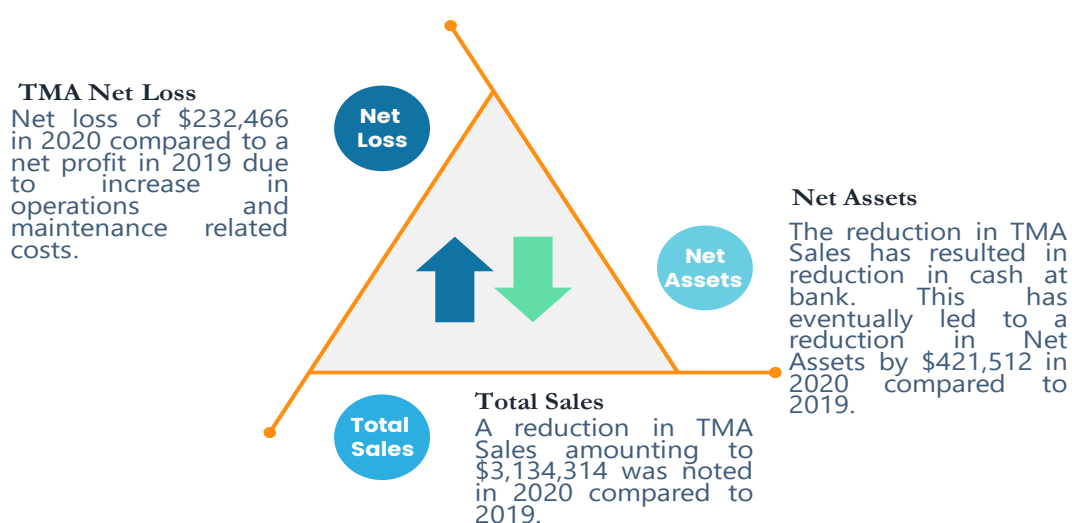 TMA Net Loss
Net loss of $232,466
in 2020 compared to a
net profit in 2019 due
to increase in
operations and
maintenance related
costs.
Net
Loss
Net
Assets
Net Assets
The reduction in TMA
Sales has resulted in
reduction in cash at
bank. This has
eventually led to a
reduction in Net
Assets by $421,512 in
2020 compared to
2019.
Total
Sales
Total Sales
A reduction in TMA
Sales amounting to
$3,134,314 was noted
in 2020 compared to
2019.